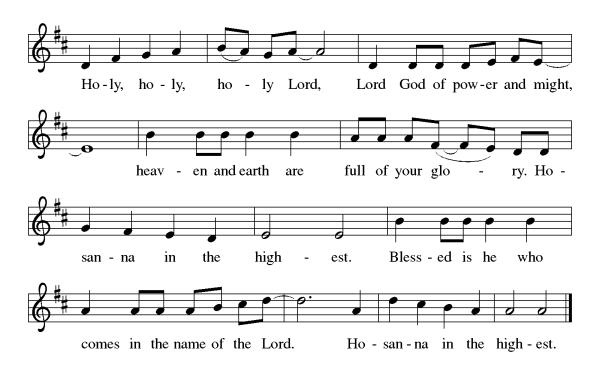 Ho - ly, ho - ly, ho - ly Lord, Lord God of pow - er and might,
heav - en and earth are full of your glo - ry. Ho -
san - na in the high - est. Bless - ed is he who
comes in the name of the Lord. Ho - san - na in the high - est.